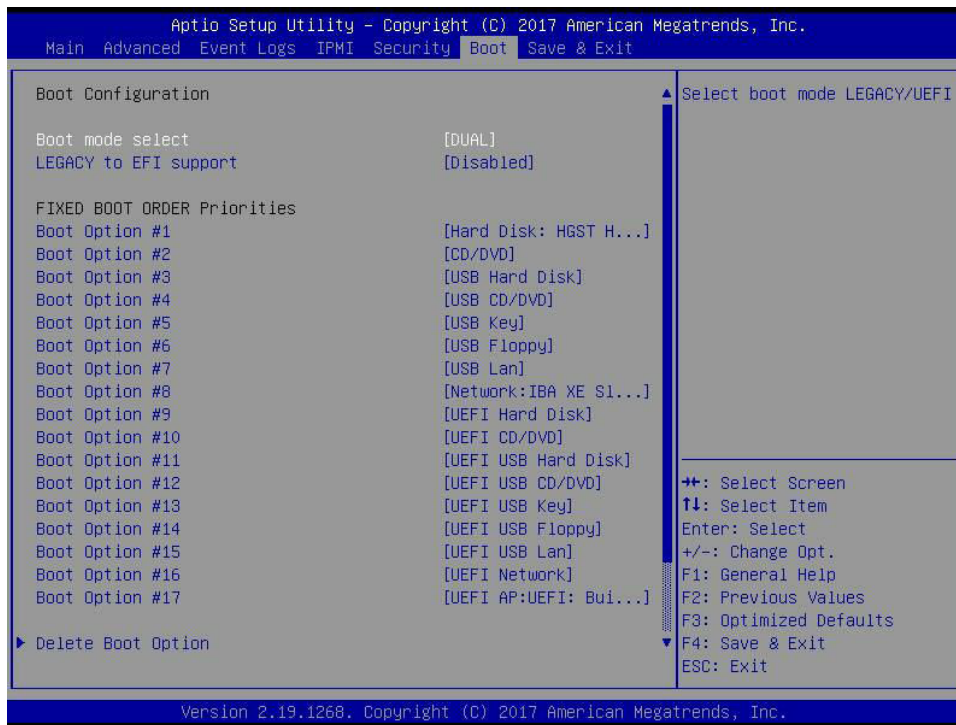 Aptio Setup Utility – Copyright (C) 2017 American Megatrends, Inc.
Main Advanced Event Logs IPMI Security Boot Save & Exit
Boot Configuration
Boot mode select [DUAL]
LEGACY to EFI support [Disabled]
FIXED BOOT ORDER Priorities
Boot Option #1 [Hard Disk: HGST H...]
Boot Option #2 [CD/DVD]
Boot Option #3 [USB Hard Disk]
Boot Option #4 [USB CD/DVD]
Boot Option #5 [USB Key]
Boot Option #6 [USB Floppy]
Boot Option #7 [USB Lan]
Boot Option #8 [Network:IBA XE Sl...]
Boot Option #9 [UEFI Hard Disk]
Boot Option #10 [UEFI CD/DVD]
Boot Option #11 [UEFI USB Hard Disk]
Boot Option #12 [UEFI USB CD/DVD]
Boot Option #13 [UEFI USB Key]
Boot Option #14 [UEFI USB Floppy]
Boot Option #15 [UEFI USB Lan]
Boot Option #16 [UEFI Network]
Boot Option #17 [UEFI AP:UEFI: Bui...]
Delete Boot Option
Select boot mode LEGACY/UEFI
→←: Select Screen
↑↓: Select Item
Enter: Select
+/-: Change Opt.
F1: General Help
F2: Previous Values
F3: Optimized Defaults
F4: Save & Exit
ESC: Exit
Version 2.19.1268. Copyright (C) 2017 American Megatrends, Inc.